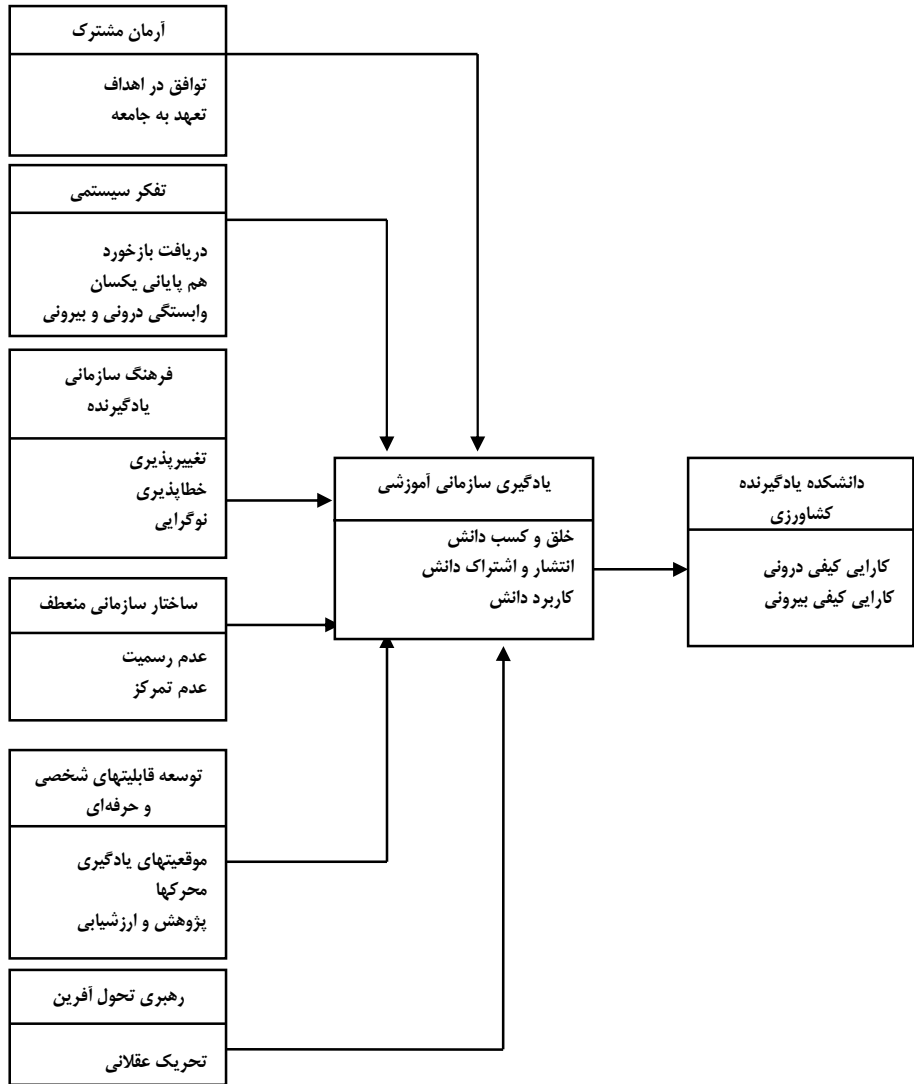 آرمان مشترک
توافق در اهداف
تعهد به جامعه
تفکر سیستمی
دریافت بازخورد
هم پایانی یکسان
وابستگی درونی و بیرونی
فرهنگ سازمانی
یادگیرنده
تغییرپذیری
خطاپذیری
نوگرایی
ساختار سازمانی منعطف
عدم رسمیت
عدم تمرکز
توسعه قابلیتهای شخصی
و حرفه‌ای
موقعیتهای یادگیری
محرکها
پژوهش و ارزشیابی
رهبری تحول آفرین
تحریک عقلانی
یادگیری سازمانی آموزشی
خلق و کسب دانش
انتشار و اشتراک دانش
کاربرد دانش
دانشکده یادگیرنده
کشاورزی
کارایی کیفی درونی
کارایی کیفی بیرونی